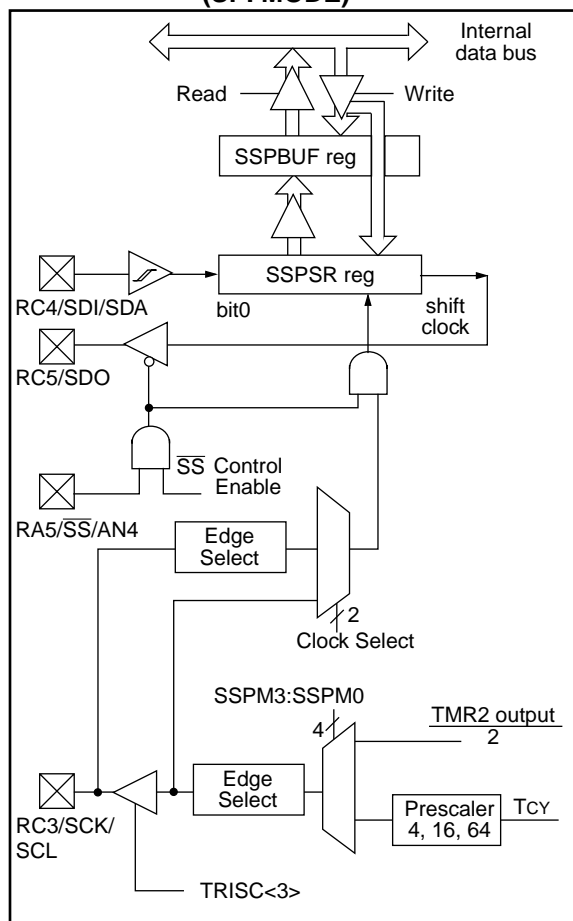 (SPI MODE)
Internal
data bus
Read
Write
SSPBUF reg
SSPSR reg
RC4/SDI/SDA
bit0
shift
clock
RC5/SDO
SS Control
Enable
RA5/SS/AN4
Edge
Select
2
Clock Select
SSPM3:SSPM0
4
TMR2 output
2
Edge
Select
Prescaler
4, 16, 64
TCY
RC3/SCK/
SCL
TRISC<3>